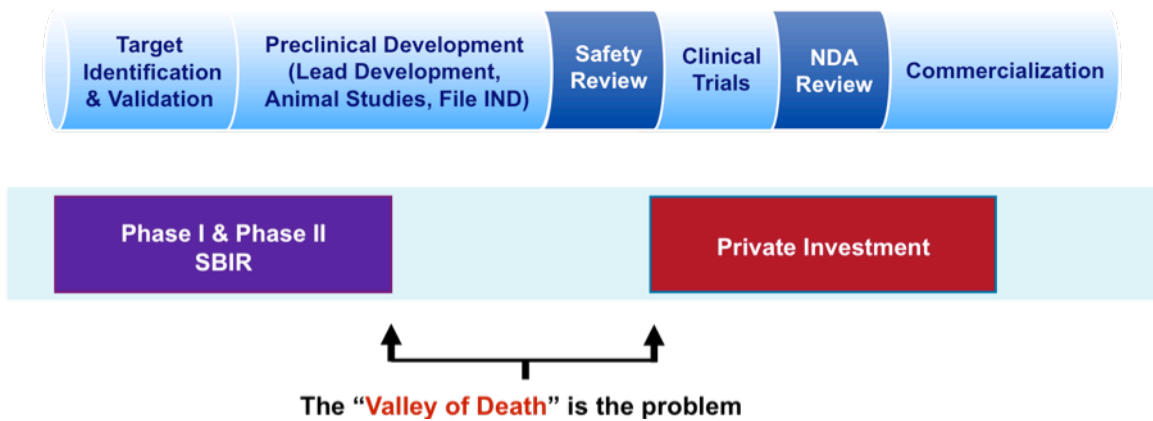 Target
Identification
& Validation
Preclinical Development
(Lead Development,
Animal Studies, File IND)
Safety
Review
Clinical
Trials
NDA
Review
Commercialization
Phase I & Phase II
SBIR
Private Investment
The “Valley of Death” is the problem